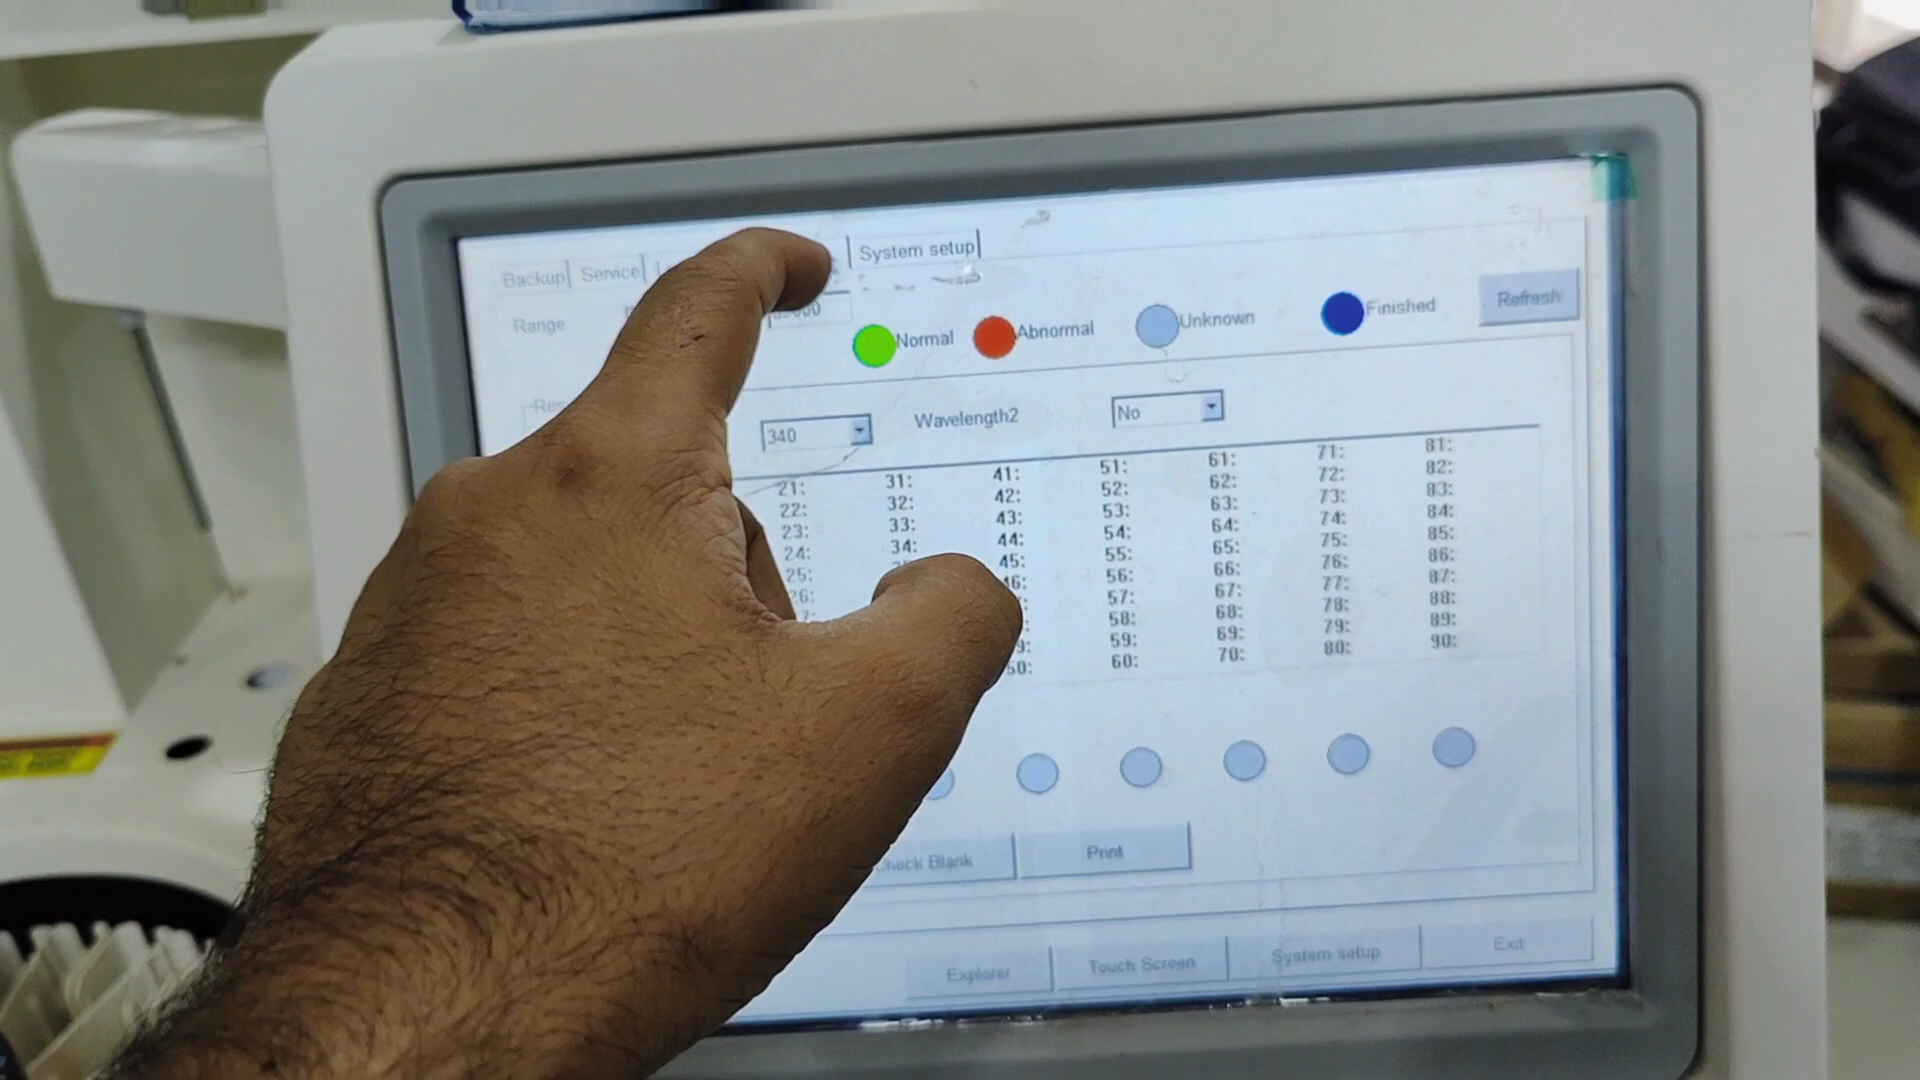 Backup Service System setup
Range
Normal Abnormal Unknown Finished Refresh
340 Wavelength2 No
21: 31: 41: 51: 61: 71: 81:
22: 32: 42: 52: 62: 72: 82:
23: 33: 43: 53: 63: 73: 83:
24: 34: 44: 54: 64: 74: 84:
25: 45: 55: 65: 75: 85:
56: 66: 76: 86:
57: 67: 77: 87:
58: 68: 78: 88:
59: 69: 79: 89:
50: 60: 70: 80: 90:
Blank Print
Explorer Touch Screen System setup Exit